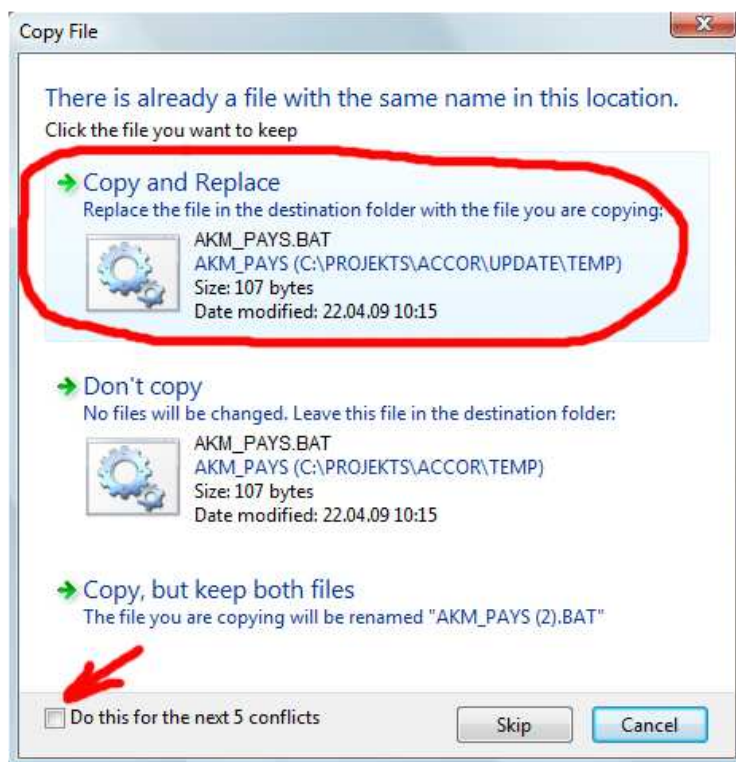 Copy File
There is already a file with the same name in this location.
Click the file you want to keep
Copy and Replace
Replace the file in the destination folder with the file you are copying:
AKM_PAYS.BAT
AKM_PAYS (C:\PROJEKTS\ACCOR\UPDATE\TEMP)
Size: 107 bytes
Date modified: 22.04.09 10:15
Don't copy
No files will be changed. Leave this file in the destination folder:
AKM_PAYS.BAT
AKM_PAYS (C:\PROJEKTS\ACCOR\TEMP)
Size: 107 bytes
Date modified: 22.04.09 10:15
Copy, but keep both files
The file you are copying will be renamed "AKM_PAYS (2).BAT"
Do this for the next 5 conflicts
Skip
Cancel